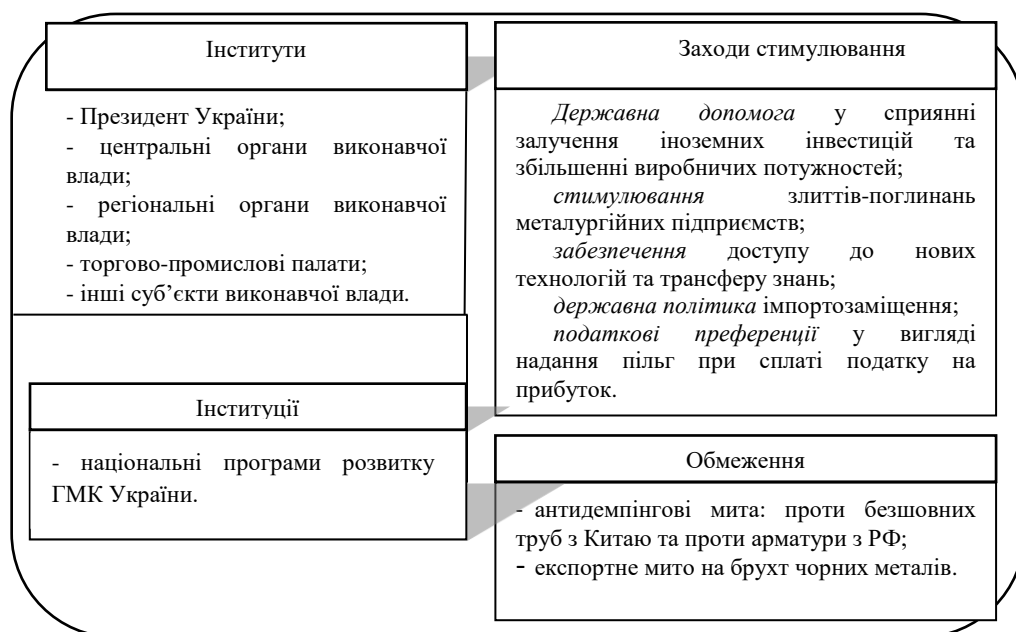 Інститути
- Президент України;
- центральні органи виконавчої
влади;
- регіональні органи виконавчої
влади;
- торгово-промислові палати;
- інші суб’єкти виконавчої влади.
Заходи стимулювання
Державна допомога у сприянні
залучення іноземних інвестицій та
збільшенні виробничих потужностей;
стимулювання злиттів-поглинань
металургійних підприємств;
забезпечення доступу до нових
технологій та трансферу знань;
державна політика імпортозаміщення;
податкові преференції у вигляді
надання пільг при сплаті податку на
прибуток.
Інституції
- національні програми розвитку
ГМК України.
Обмеження
- антидемпінгові мита: проти безшовних
труб з Китаю та проти арматури з РФ;
- експортне мито на брухт чорних металів.